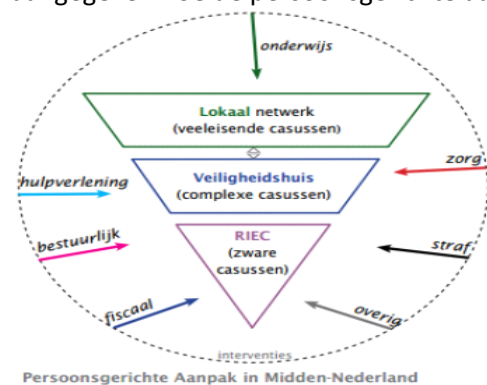 onderwijs
Lokaal netwerk
(veeleisende casussen)
zorg
Veiligheidshuis
(complexe casussen)
hulpverlening
RIEC
(zware
casussen)
bestuurlijk
straf
fiscaal
overig
interventies
Persoonsgerichte Aanpak in Midden-Nederland